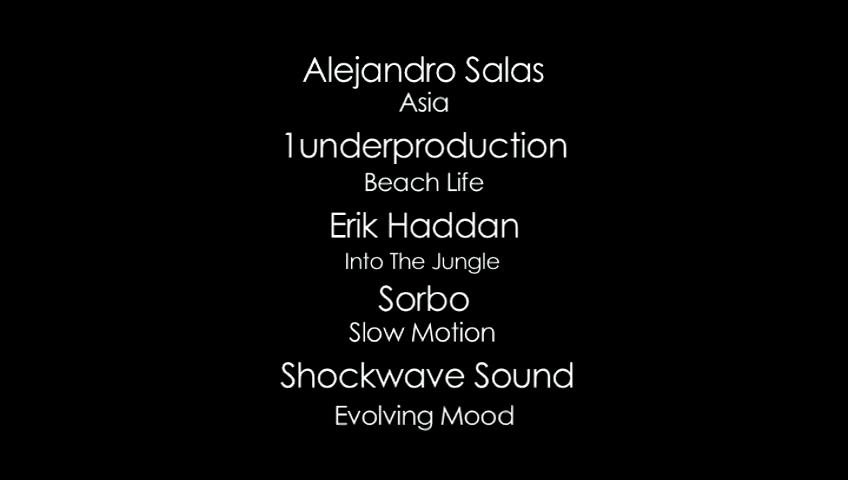 Alejandro Salas
Asia
1underproduction
Beach Life
Erik Haddan
Into The Jungle
Sorbo
Slow Motion
Shockwave Sound
Evolving Mood